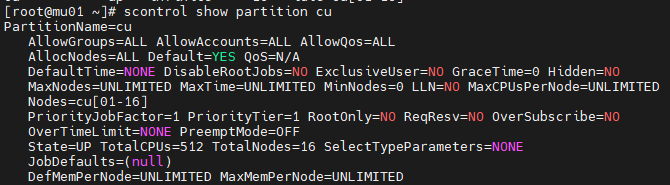 [root@mu01 ~]# scontrol show partition cu
PartitionName=cu
AllowGroups=ALL AllowAccounts=ALL AllowQos=ALL
AllocNodes=ALL Default=YES QoS=N/A
DefaultTime=NONE DisableRootJobs=NO ExclusiveUser=NO GraceTime=0 Hidden=NO
MaxNodes=UNLIMITED MaxTime=UNLIMITED MinNodes=0 LLN=NO MaxCPUsPerNode=UNLIMITED
Nodes=cu[01-16]
PriorityJobFactor=1 PriorityTier=1 RootOnly=NO ReqResv=NO OverSubscribe=NO
OverTimeLimit=NONE PreemptMode=OFF
State=UP TotalCPUs=512 TotalNodes=16 SelectTypeParameters=NONE
JobDefaults=(null)
DefMemPerNode=UNLIMITED MaxMemPerNode=UNLIMITED